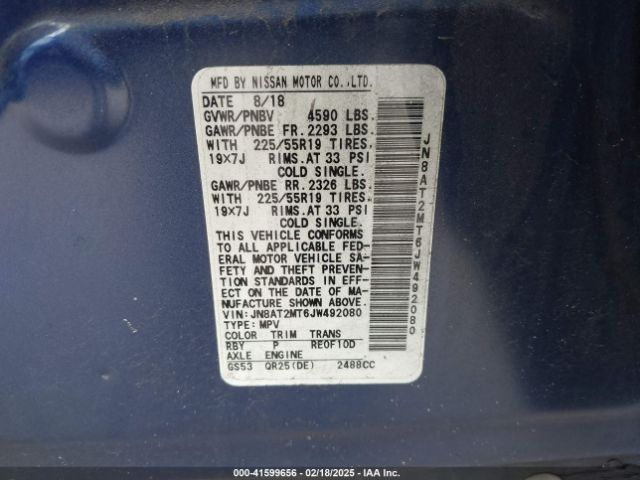 MFD BY NISSAN MOTOR CO.,LTD.
DATE 8/18
GVWR/PNBV 4590 LBS.
GAWR/PNBE FR. 2293 LBS.
WITH 225/55R19 TIRES.
19X7J RIMS. AT 33 PSI
COLD SINGLE.
GAWR/PNBE RR. 2326 LBS.
WITH 225/55R19 TIRES.
19X7J RIMS. AT 33 PSI
COLD SINGLE.
THIS VEHICLE CONFORMS
TO ALL APPLICABLE FED-
ERAL MOTOR VEHICLE SA-
FETY AND THEFT PREVEN-
TION STANDARDS IN EFF-
ECT ON THE DATE OF MA-
NUFACTURE SHOWN ABOVE.
VIN: JN8AT2MT6JW492080
TYPE: MPV
COLOR TRIM TRANS
RBY P RE0F10D
AXLE ENGINE
GS53 QR25(DE) 2488CC
JN8AT2MT6JW492080
000-41599656 / 02/18/2025 - IAA Inc.